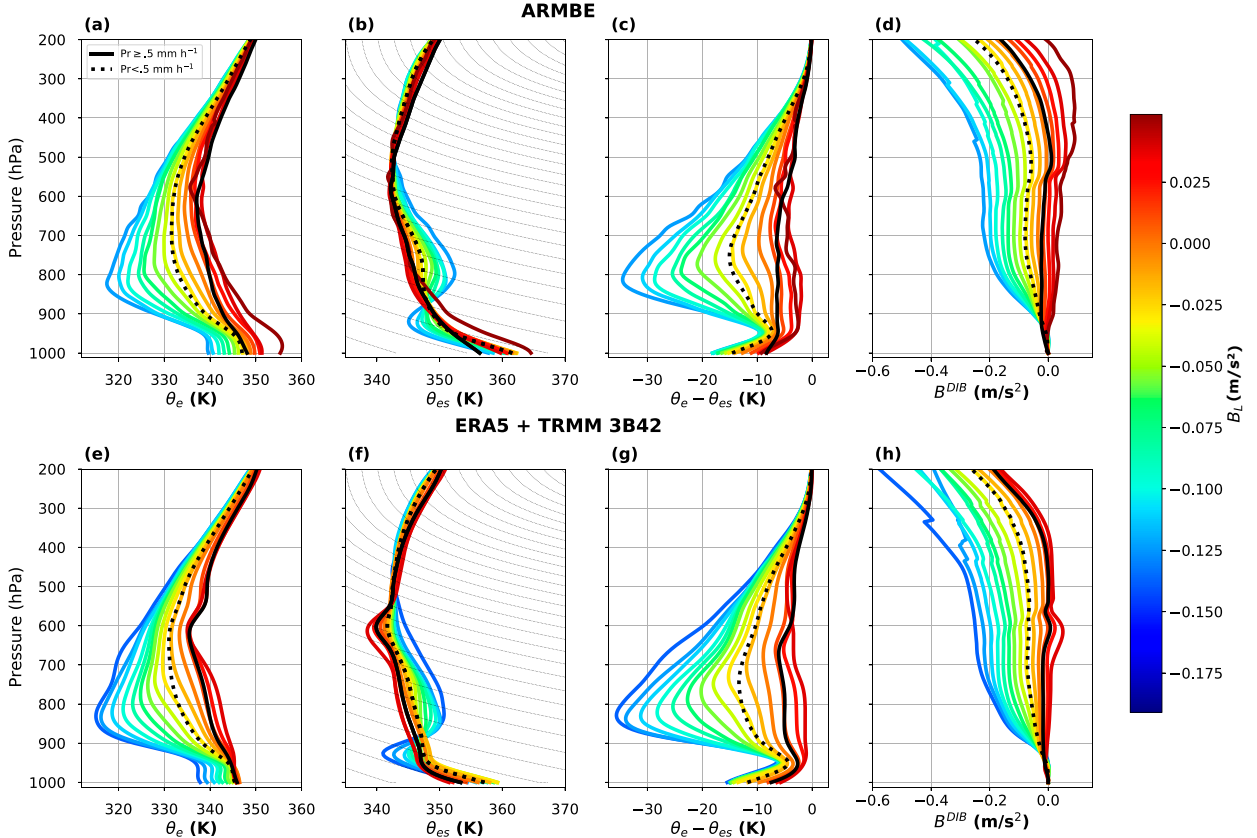 ARMBE
(a)
(b)
(c)
(d)
Pr ≥ .5 mm h⁻¹
Pr < .5 mm h⁻¹
Pressure (hPa)
200
300
400
500
600
700
800
900
1000
320 330 340 350 360
θe (K)
340 350 360 370
θes (K)
−30 −20 −10 0
θe − θes (K)
−0.6 −0.4 −0.2 0.0
B^DIB (m/s²)
ERA5 + TRMM 3B42
(e)
(f)
(g)
(h)
Pressure (hPa)
200
300
400
500
600
700
800
900
1000
320 330 340 350 360
θe (K)
340 350 360 370
θes (K)
−30 −20 −10 0
θe − θes (K)
−0.6 −0.4 −0.2 0.0
B^DIB (m/s²)
0.025
0.000
−0.025
−0.050
−0.075
−0.100
−0.125
−0.150
−0.175
B_L (m/s²)